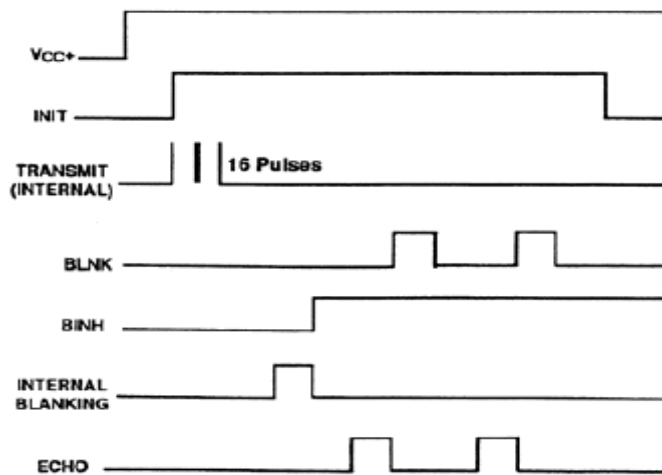 VCC+
INIT
TRANSMIT
(INTERNAL)
16 Pulses
BLNK
BINH
INTERNAL
BLANKING
ECHO